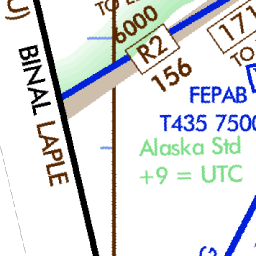 6000
R2
171
156
TO
BINAL LAPLE
FEPAB
T435 7500
Alaska Std
+9 = UTC